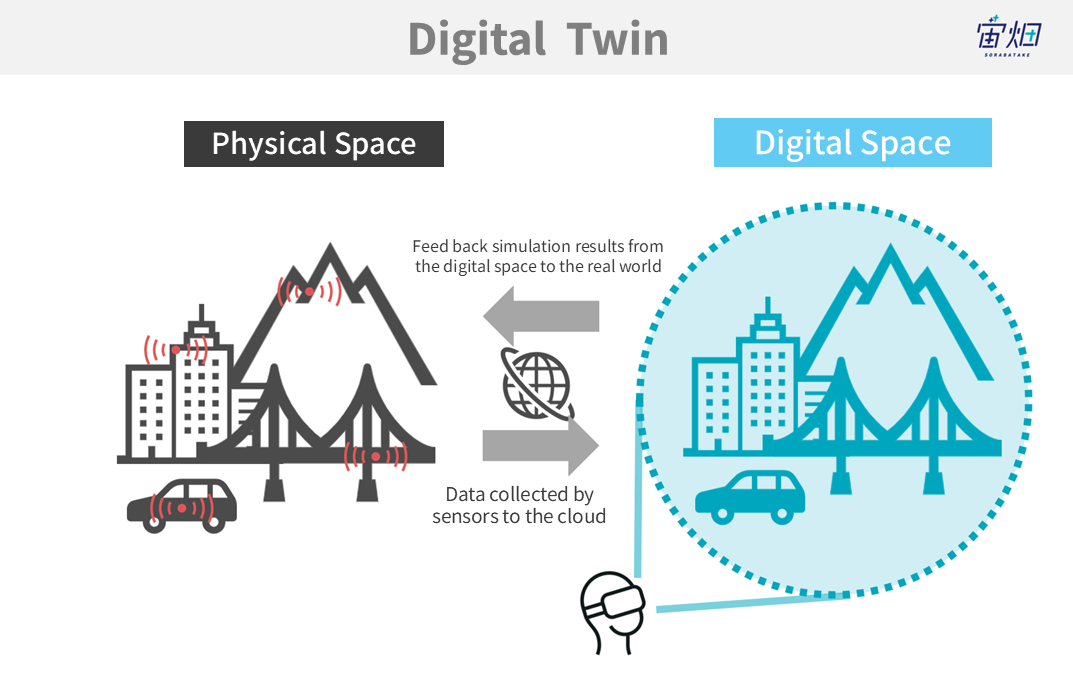 Digital Twin
宙畑
SORABATAKE
Physical Space
Digital Space
Feed back simulation results from
the digital space to the real world
Data collected by
sensors to the cloud